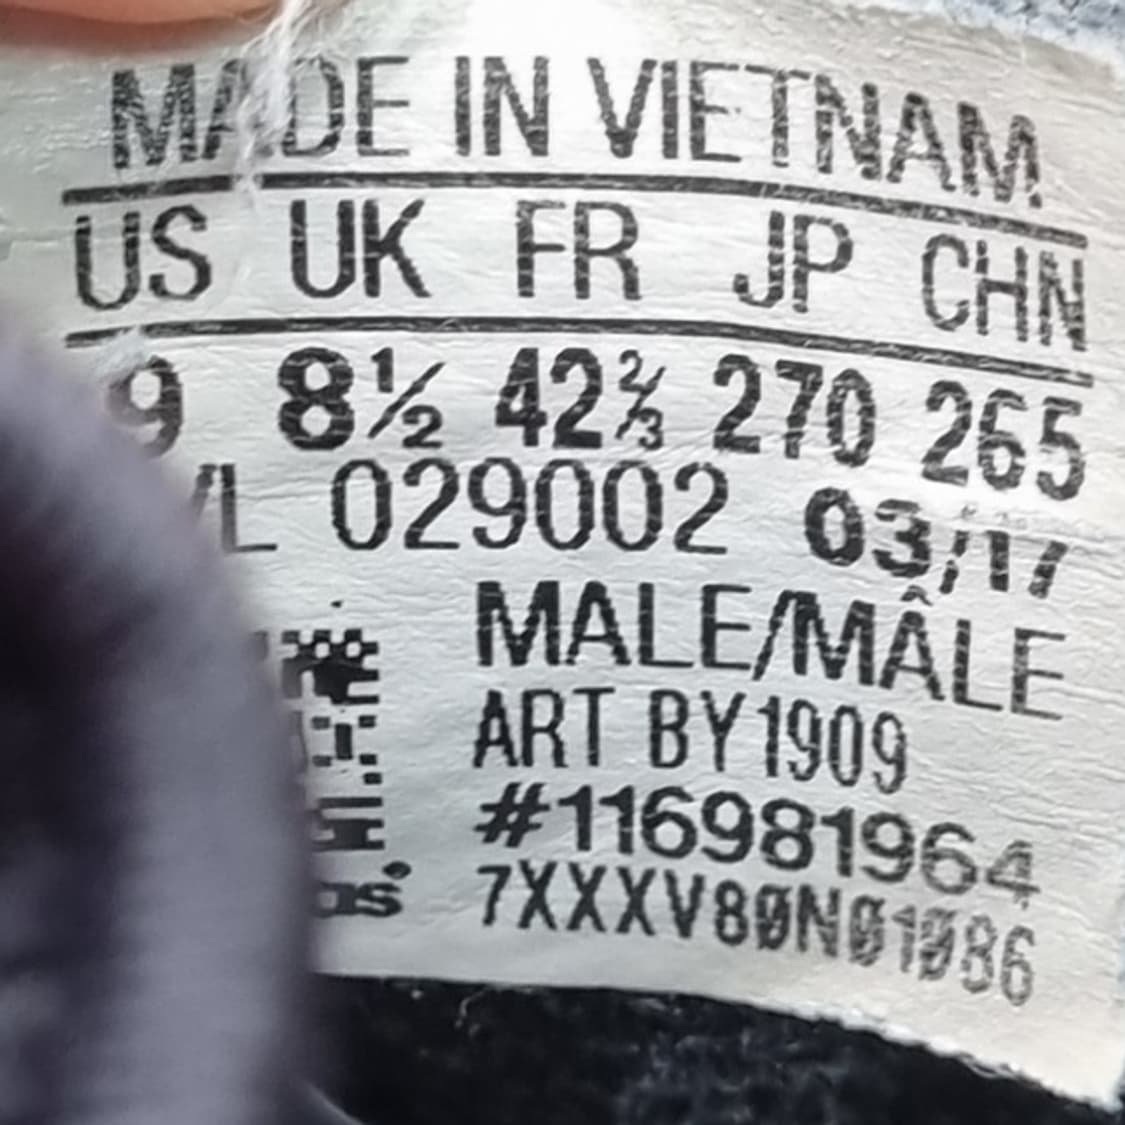 MADE IN VIETNAM
US UK FR JP CHN
9 8½ 42⅔ 270 265
029002 03/17
MALE/MÂLE
ART BY1909
#116981964
7XXXV80N01086